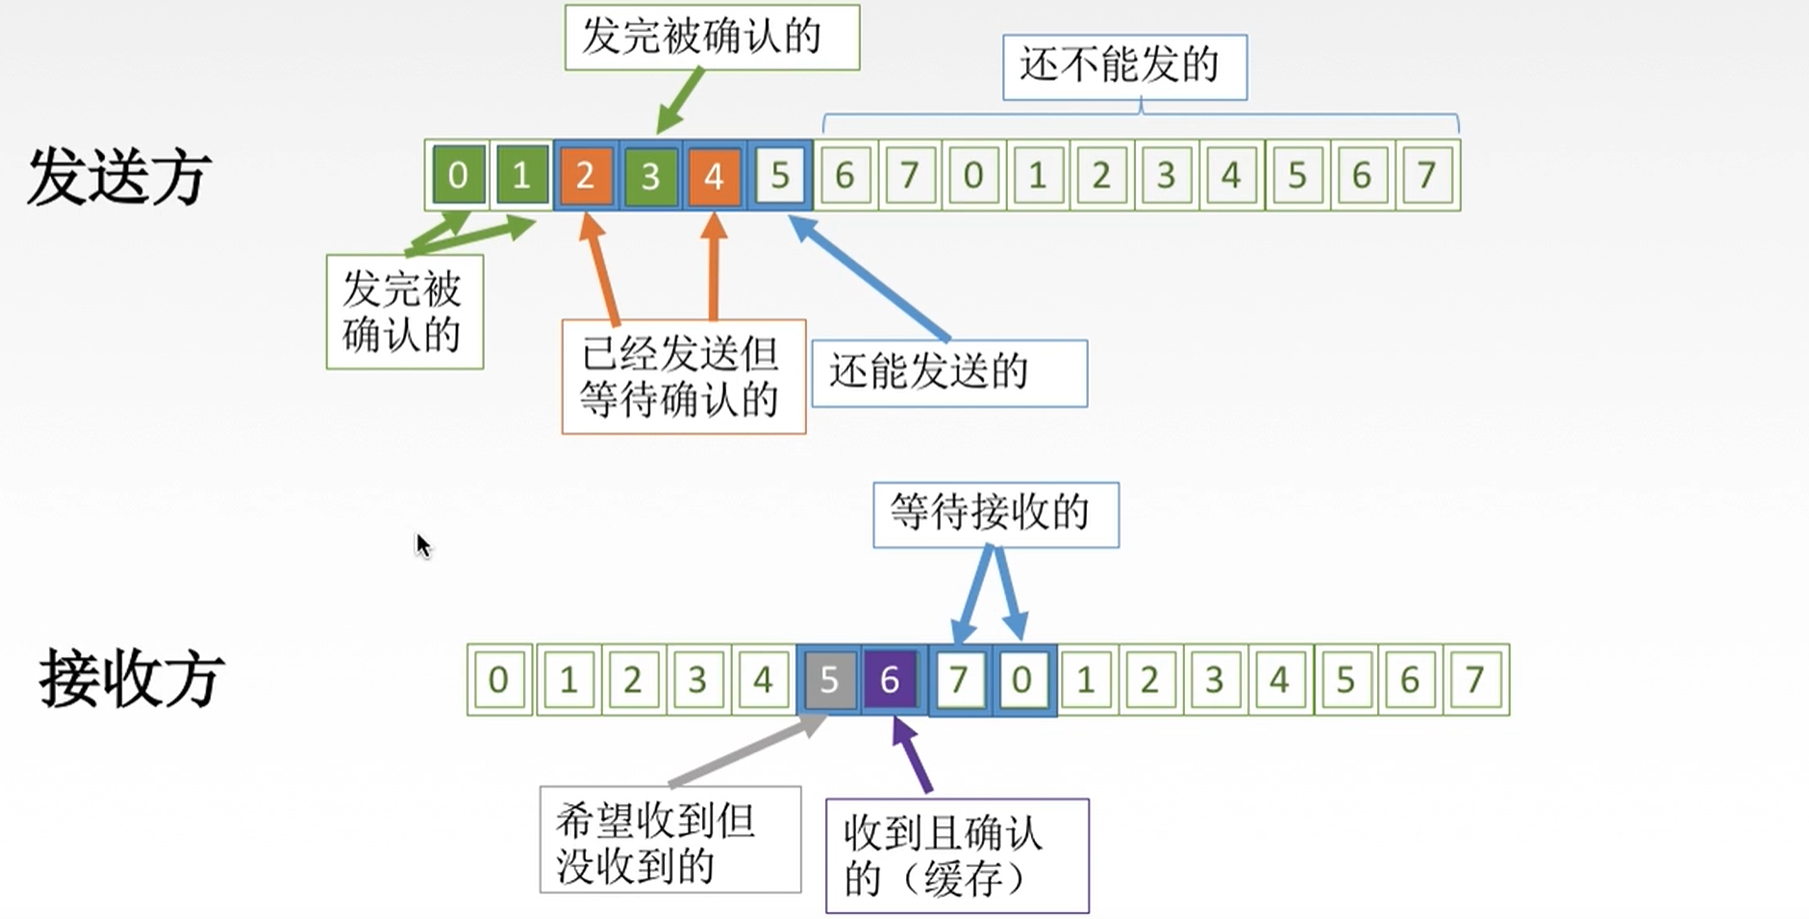 发完被确认的
还不能发的
发送方
0 1 2 3 4 5 6 7 0 1 2 3 4 5 6 7
发完被
确认的
已经发送但
等待确认的
还能发送的
等待接收的
接收方
0 1 2 3 4 5 6 7 0 1 2 3 4 5 6 7
希望收到但
没收到的
收到且确认
的（缓存）